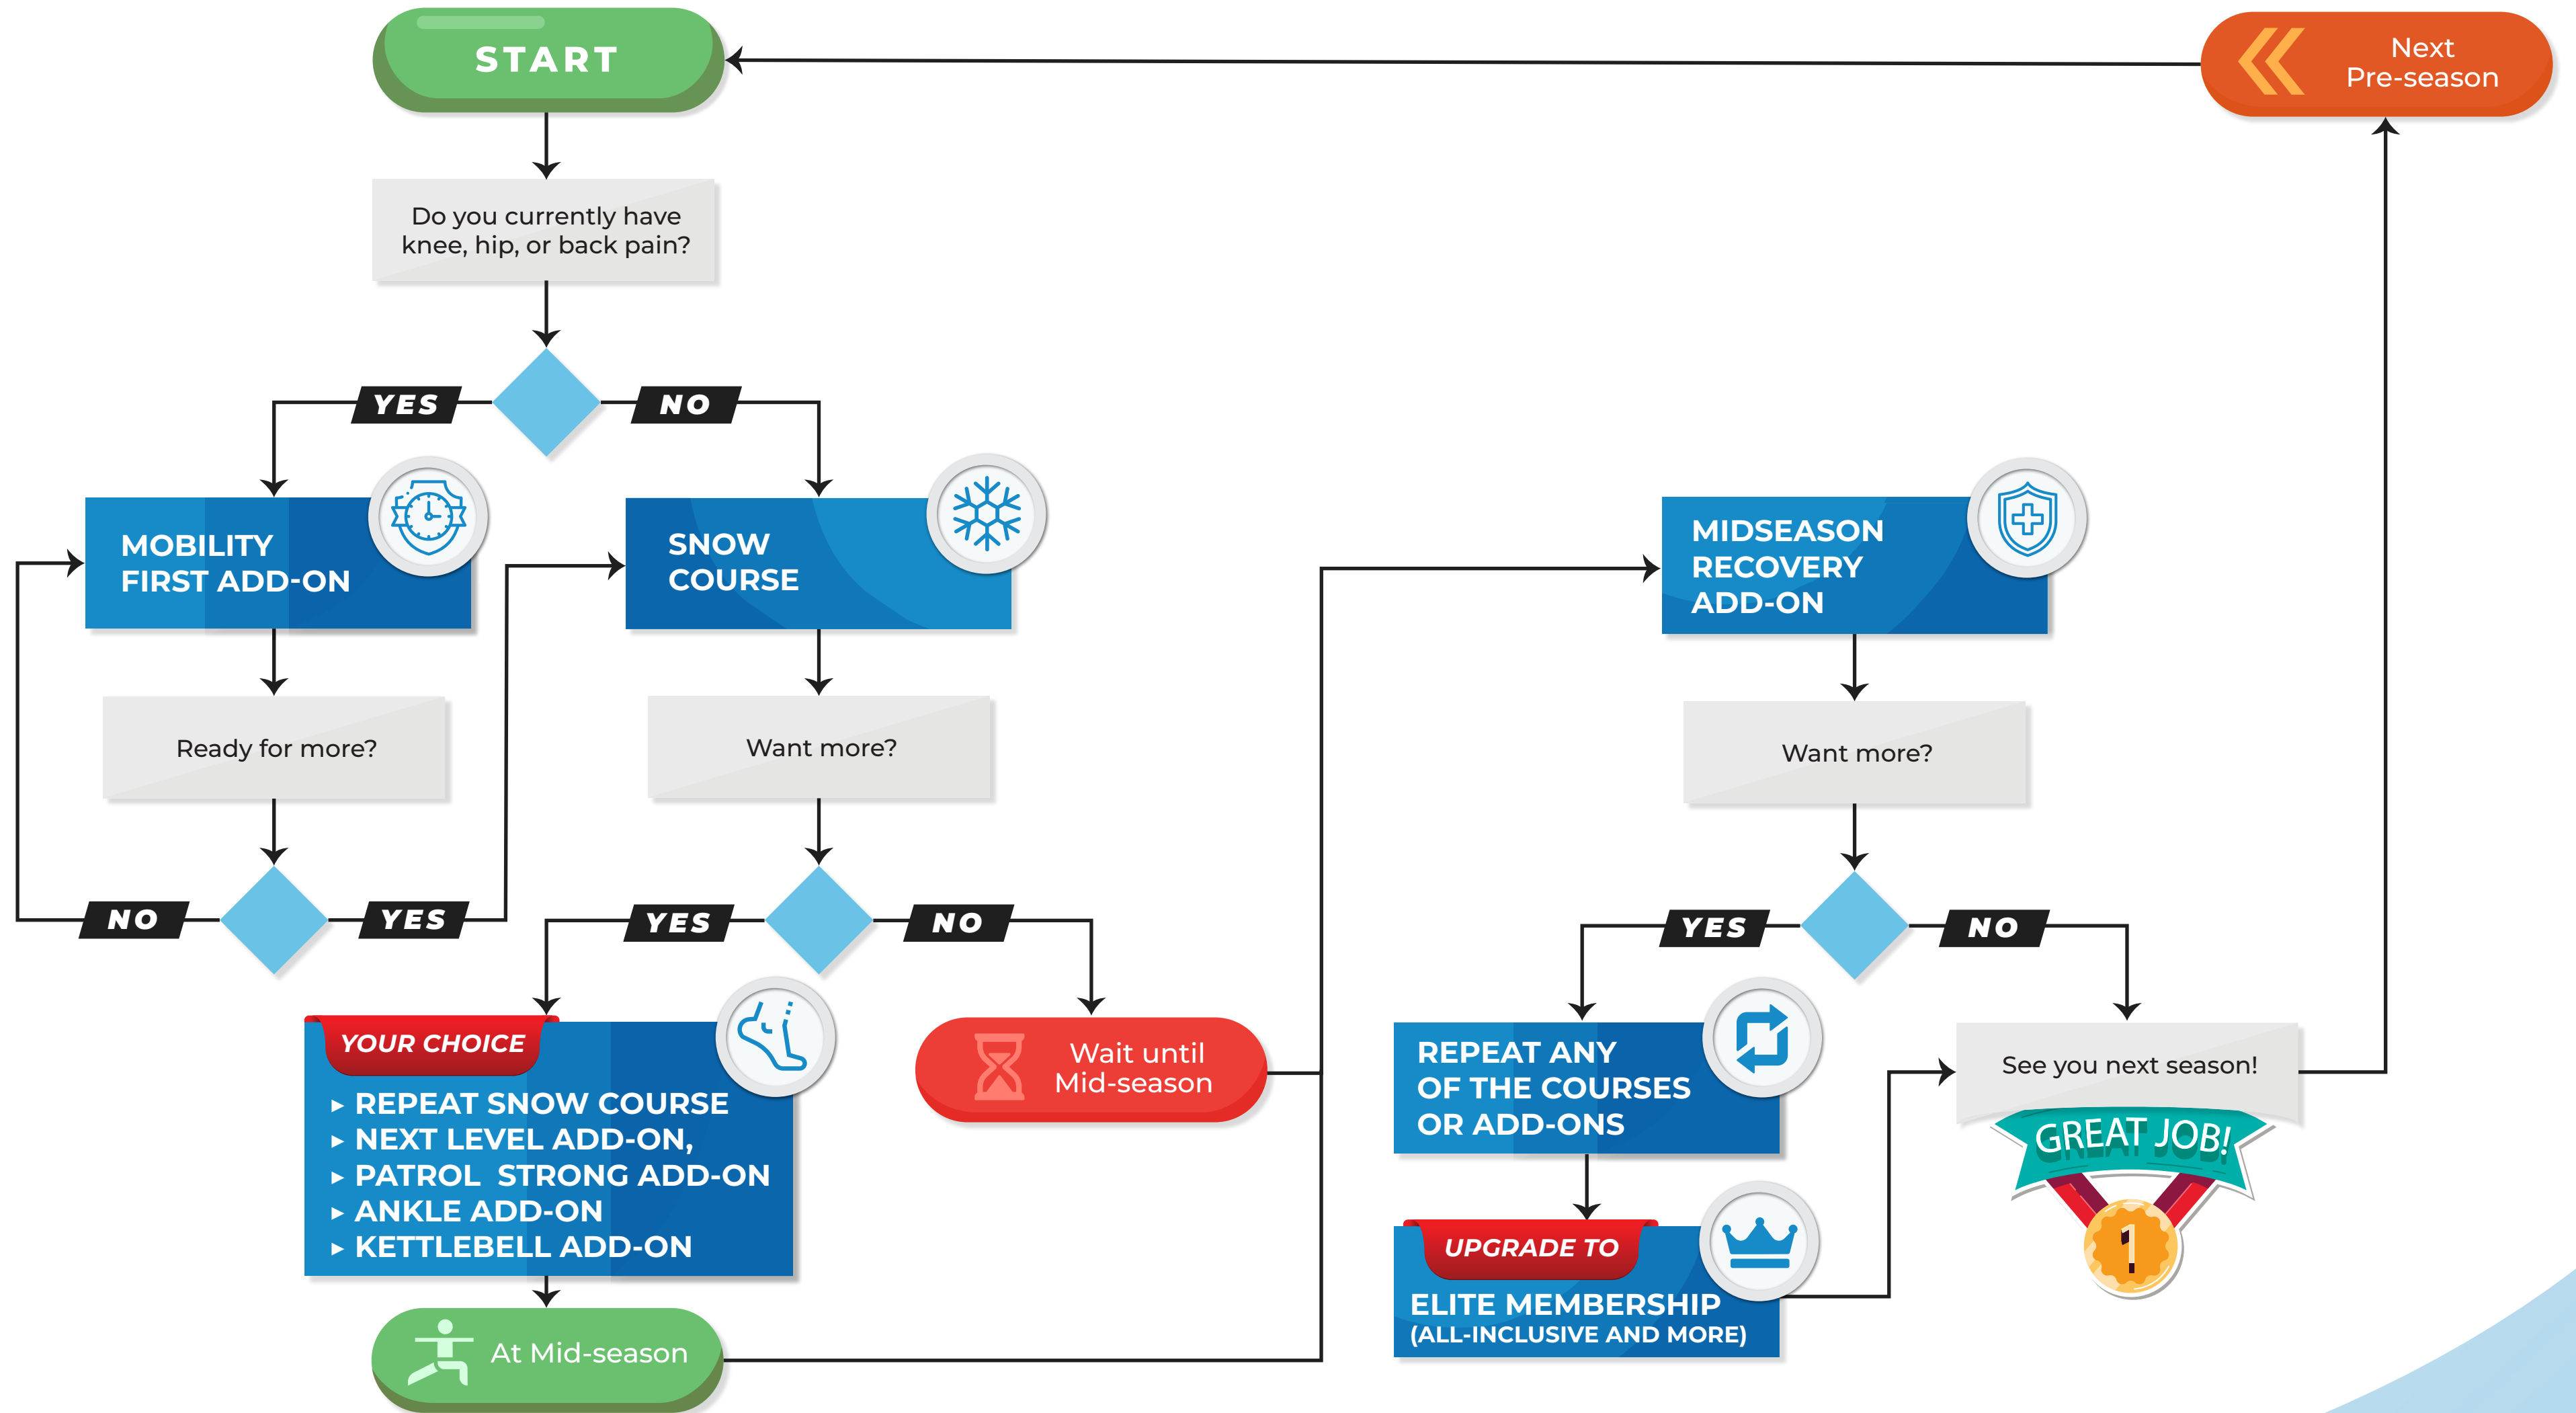 START
Next
Pre-season
Do you currently have
knee, hip, or back pain?
YES
NO
MOBILITY
FIRST ADD-ON
SNOW
COURSE
MIDSEASON
RECOVERY
ADD-ON
Ready for more?
Want more?
Want more?
NO
YES
YES
NO
YES
NO
YOUR CHOICE
▸ REPEAT SNOW COURSE
▸ NEXT LEVEL ADD-ON,
▸ PATROL STRONG ADD-ON
▸ ANKLE ADD-ON
▸ KETTLEBELL ADD-ON
Wait until
Mid-season
At Mid-season
REPEAT ANY
OF THE COURSES
OR ADD-ONS
UPGRADE TO
ELITE MEMBERSHIP
(ALL-INCLUSIVE AND MORE)
See you next season!
GREAT JOB!
1